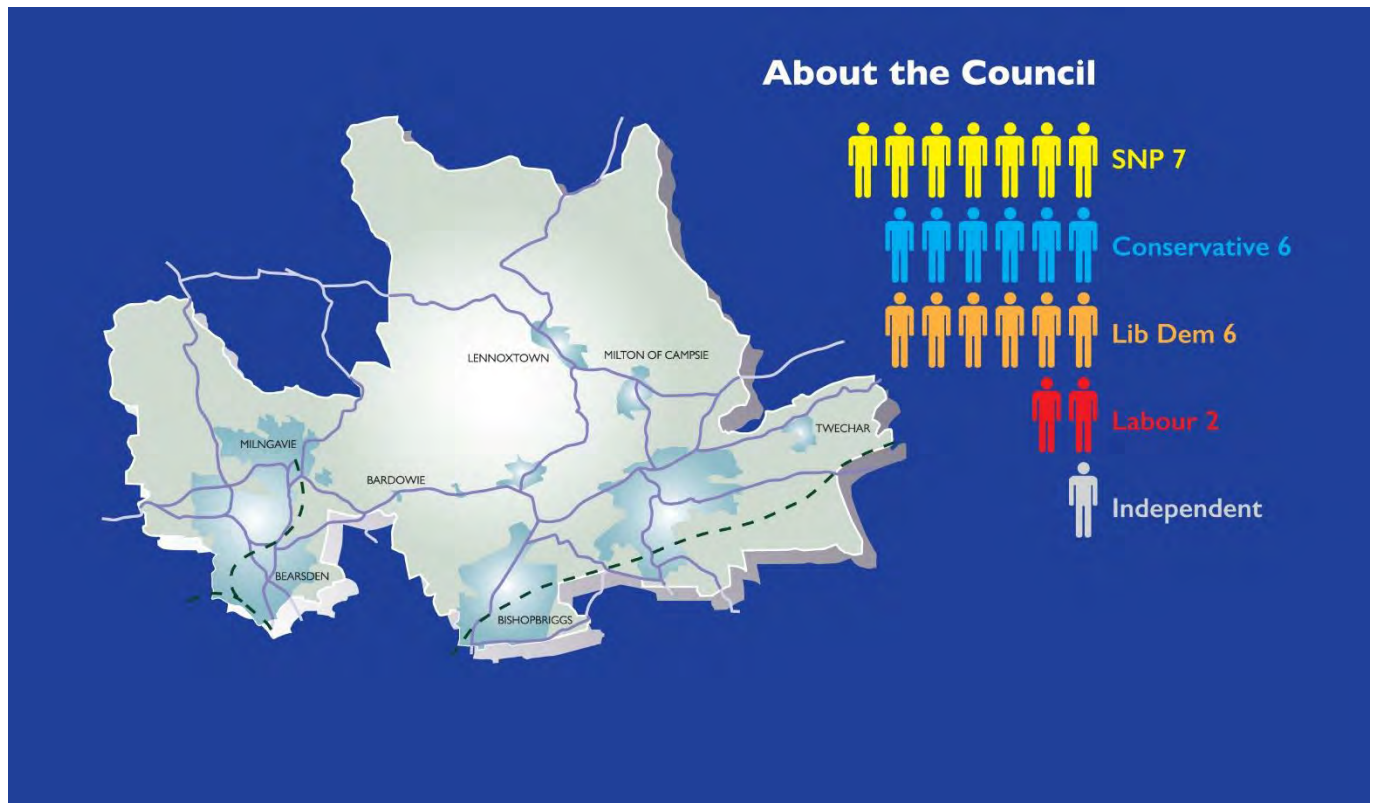 About the Council
SNP 7
Conservative 6
Lib Dem 6
Labour 2
Independent
LENNOXTOWN
MILTON OF CAMPSIE
MILNGAVIE
TWECHAR
BARDOWIE
BEARSDEN
BISHOPBRIGGS